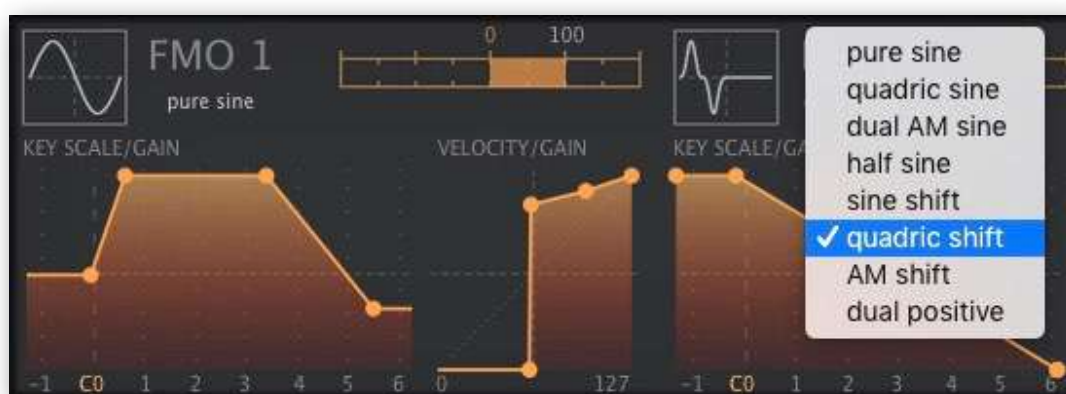 FMO 1
pure sine
0 100
KEY SCALE/GAIN
-1 C0 1 2 3 4 5 6
VELOCITY/GAIN
0 127
KEY SCALE/GA
-1 C0 1 2 3 4 5 6
pure sine
quadric sine
dual AM sine
half sine
sine shift
✓ quadric shift
AM shift
dual positive